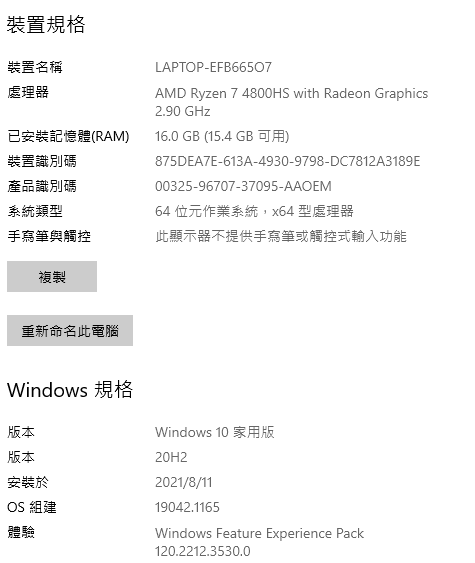 裝置規格
裝置名稱 LAPTOP-EFB665O7
處理器 AMD Ryzen 7 4800HS with Radeon Graphics
2.90 GHz
已安裝記憶體(RAM) 16.0 GB (15.4 GB 可用)
裝置識別碼 875DEA7E-613A-4930-9798-DC7812A3189E
產品識別碼 00325-96707-37095-AAOEM
系統類型 64 位元作業系統，x64 型處理器
手寫筆與觸控 此顯示器不提供手寫筆或觸控式輸入功能
複製
重新命名此電腦
Windows 規格
版本 Windows 10 家用版
版本 20H2
安裝於 2021/8/11
OS 組建 19042.1165
體驗 Windows Feature Experience Pack
120.2212.3530.0